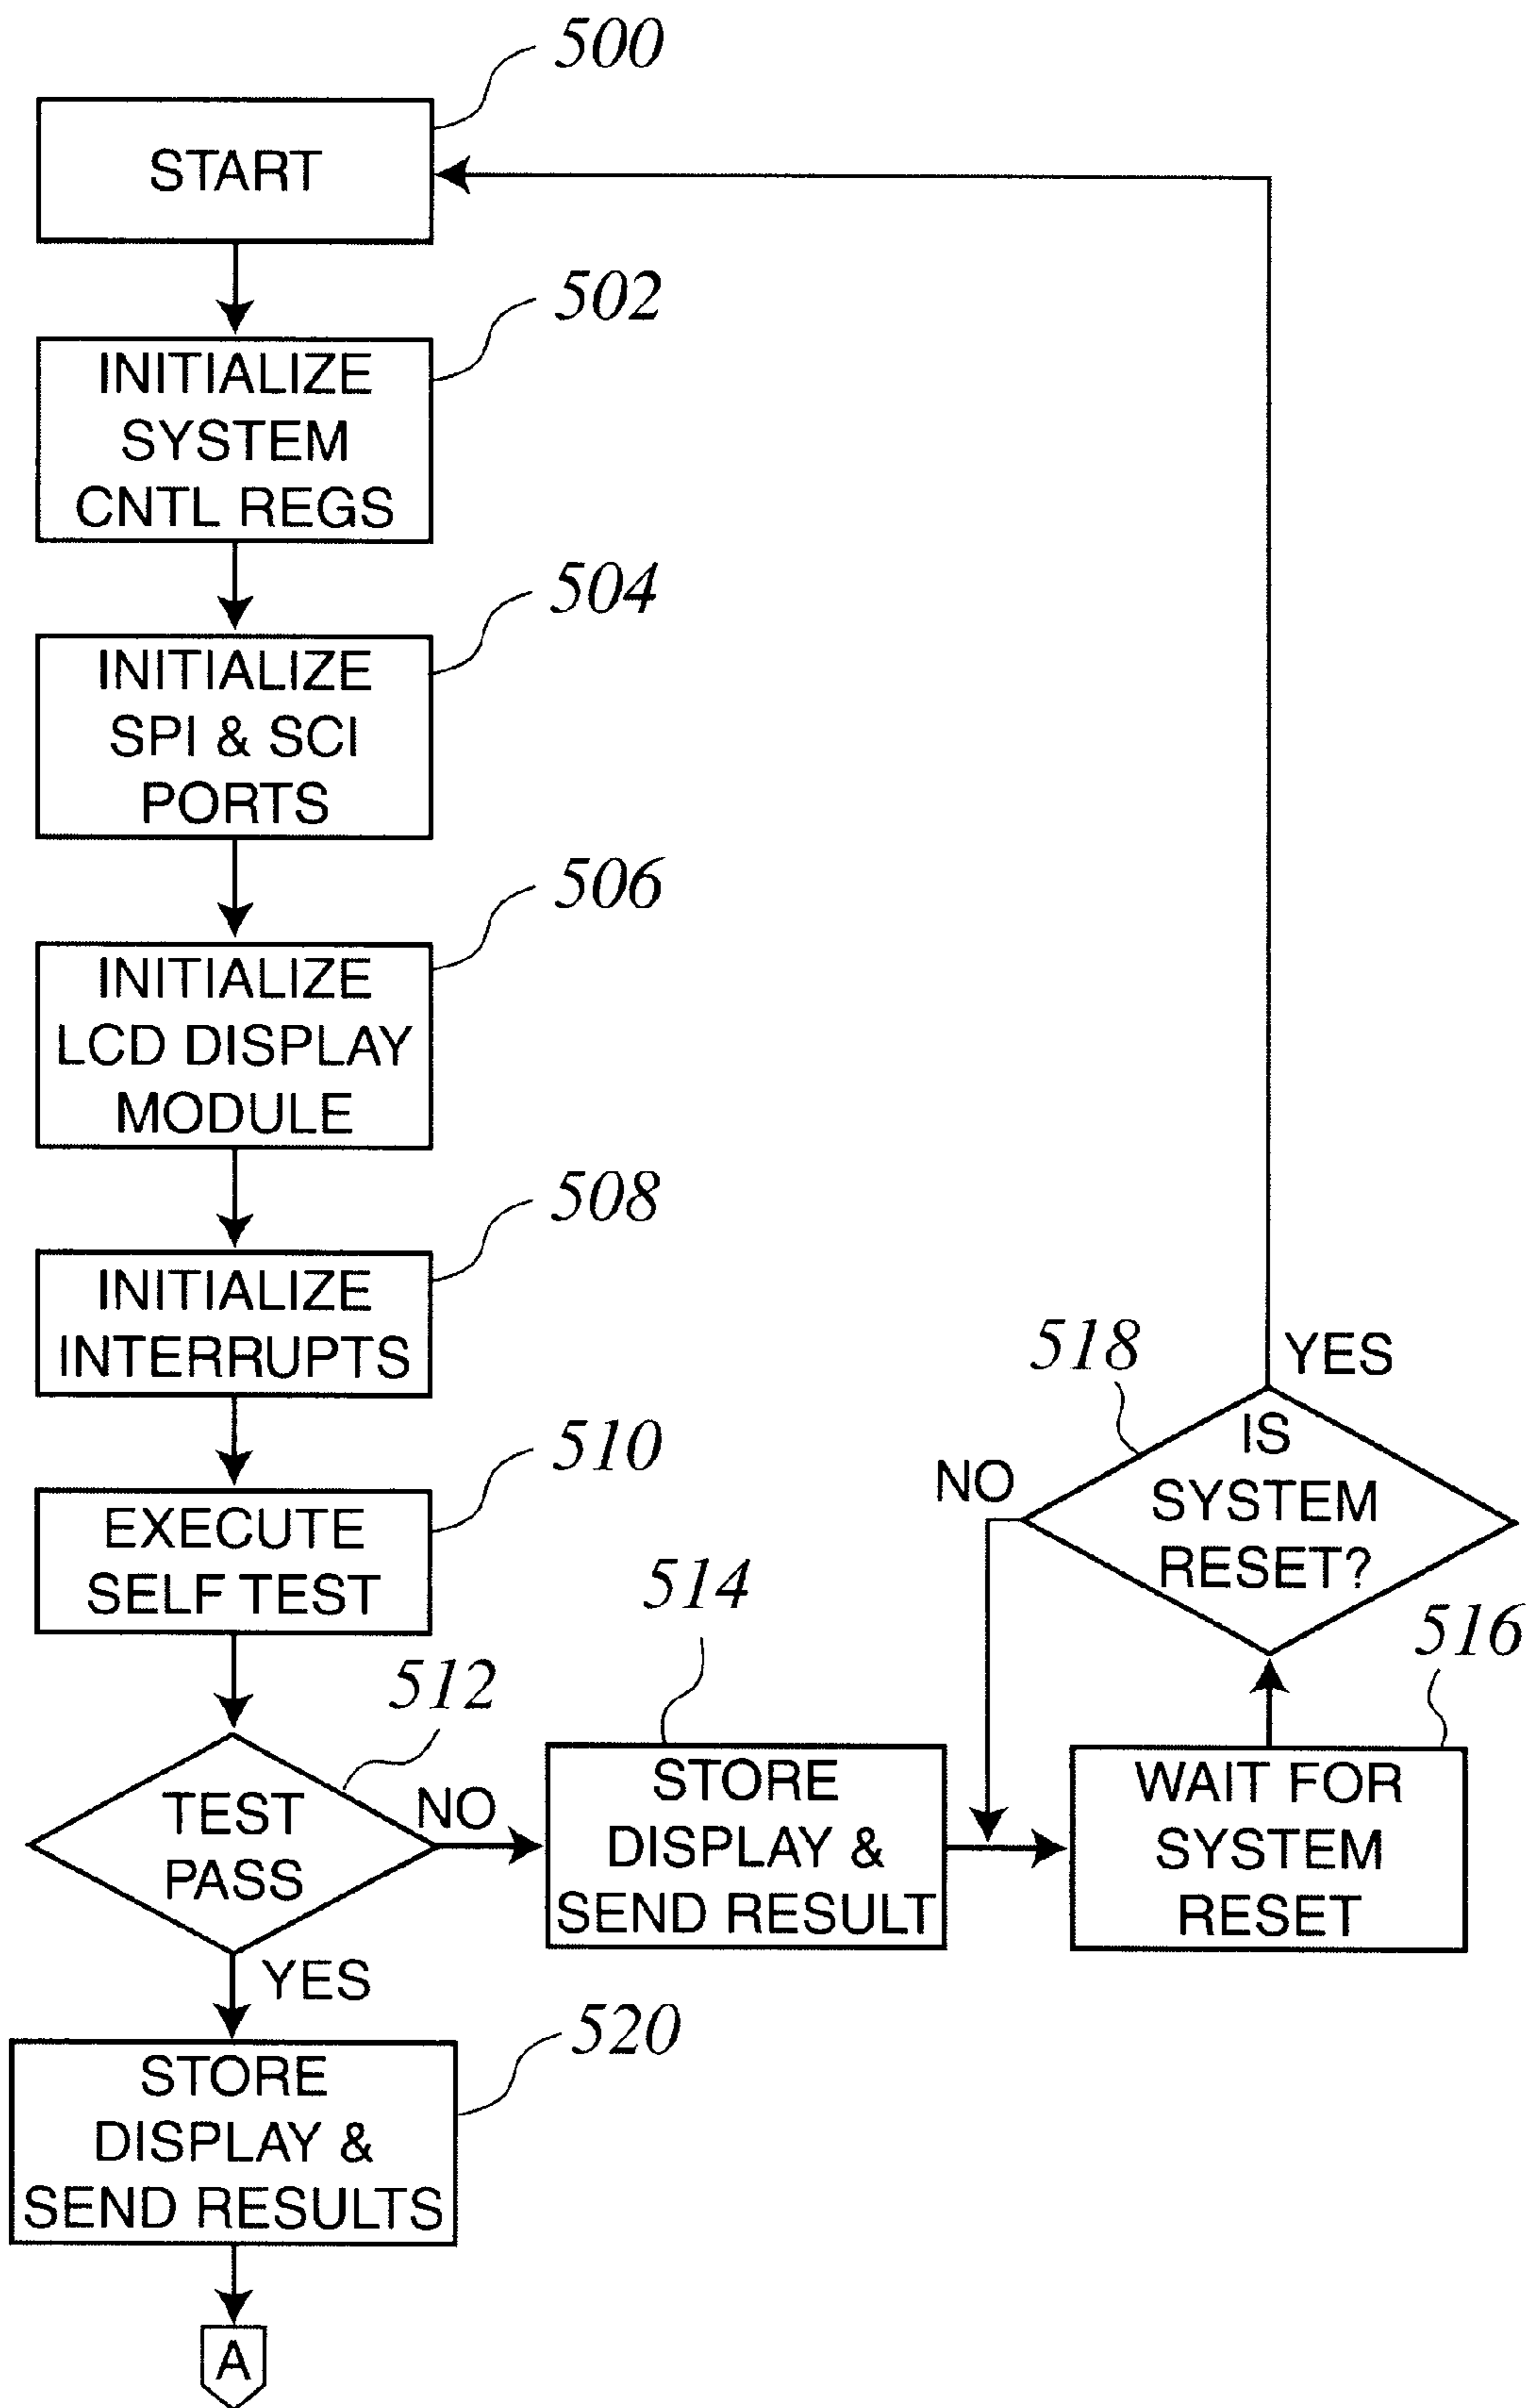 500
START
502
INITIALIZE
SYSTEM
CNTL REGS
504
INITIALIZE
SPI & SCI
PORTS
506
INITIALIZE
LCD DISPLAY
MODULE
508
INITIALIZE
INTERRUPTS
510
EXECUTE
SELF TEST
512
TEST
PASS
NO
YES
514
STORE
DISPLAY &
SEND RESULT
516
WAIT FOR
SYSTEM
RESET
518
IS
SYSTEM
RESET?
NO
YES
520
STORE
DISPLAY &
SEND RESULTS
A